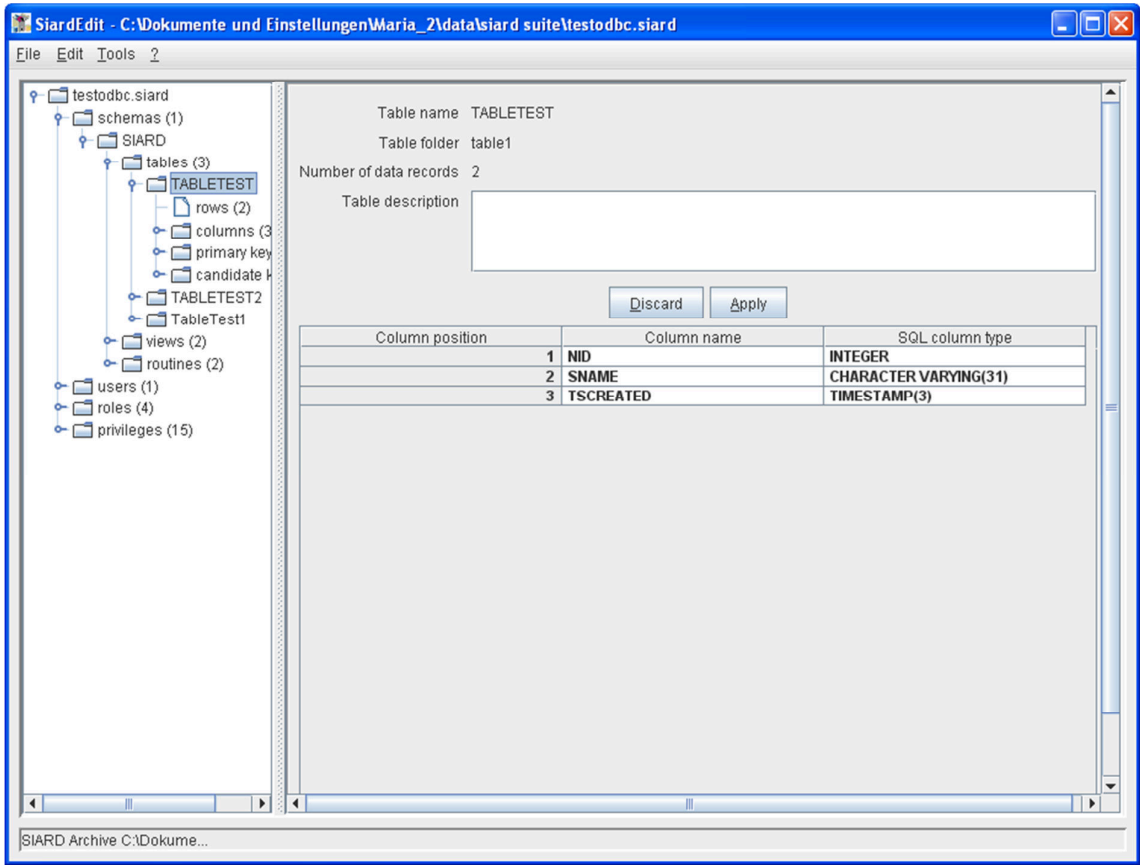 SiardEdit - C:\Dokumente und Einstellungen\Maria_2\data\siard suite\testodbc.siard
File Edit Tools ?
testodbc.siard
schemas (1)
SIARD
tables (3)
TABLETEST
rows (2)
columns (3
primary key
candidate k
TABLETEST2
TableTest1
views (2)
routines (2)
users (1)
roles (4)
privileges (15)
Table name TABLETEST
Table folder table1
Number of data records 2
Table description
Discard Apply
Column position Column name SQL column type
1 NID INTEGER
2 SNAME CHARACTER VARYING(31)
3 TSCREATED TIMESTAMP(3)
SIARD Archive C:\Dokume...